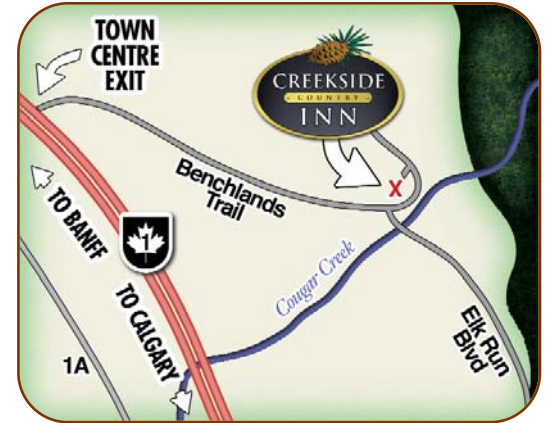 TOWN
CENTRE
EXIT
CREEKSIDE
COUNTRY
INN
X
Benchlands
Trail
TO BANFF
1
TO CALGARY
Cougar Creek
1A
Elk Run
Blvd